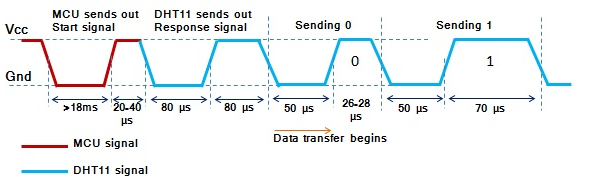 MCU sends out
Start signal
DHT11 sends out
Response signal
Sending 0
Sending 1
Vcc
Gnd
0
1
>18ms
20-40
µs
80 µs
80 µs
50 µs
26-28
µs
50 µs
70 µs
Data transfer begins
MCU signal
DHT11 signal